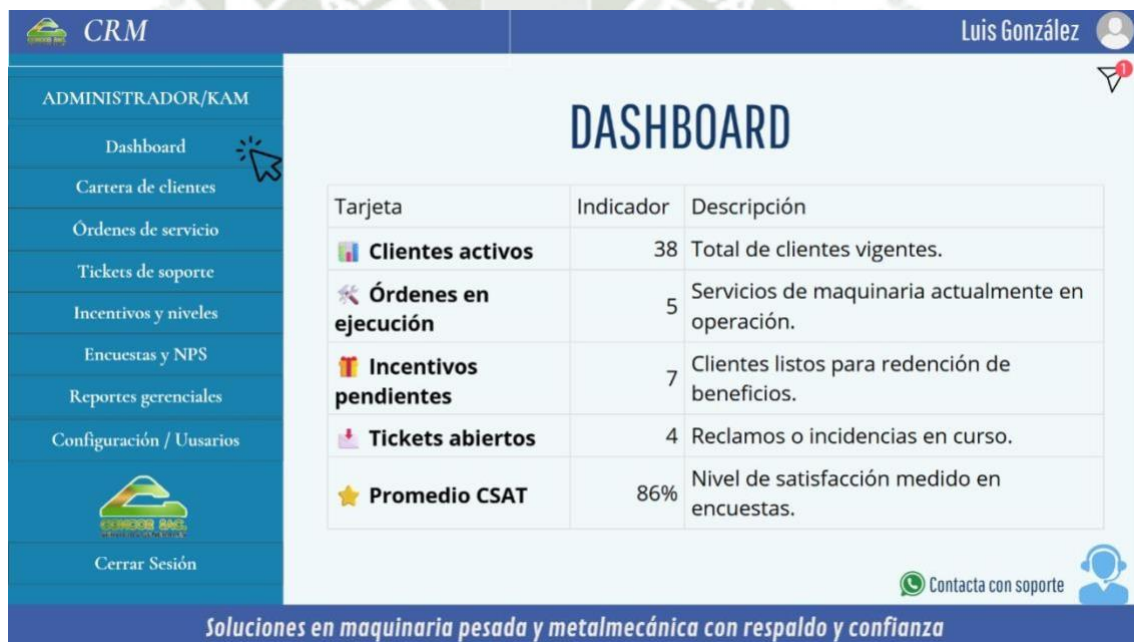 CRM
Luis González
1
ADMINISTRADOR/KAM
Dashboard
Cartera de clientes
Órdenes de servicio
Tickets de soporte
Incentivos y niveles
Encuestas y NPS
Reportes gerenciales
Configuración / Uusarios
CONCOR SAC.
Cerrar Sesión
DASHBOARD
Tarjeta Indicador Descripción
Clientes activos 38 Total de clientes vigentes.
Órdenes en
ejecución 5 Servicios de maquinaria actualmente en
operación.
Incentivos
pendientes 7 Clientes listos para redención de
beneficios.
Tickets abiertos 4 Reclamos o incidencias en curso.
Promedio CSAT 86% Nivel de satisfacción medido en
encuestas.
Contacta con soporte
Soluciones en maquinaria pesada y metalmecánica con respaldo y confianza